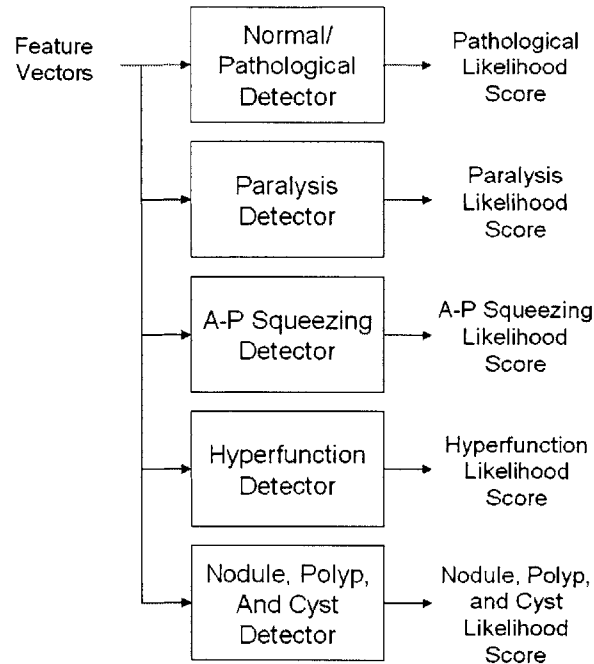 Feature
Vectors
Normal/
Pathological
Detector
Pathological
Likelihood
Score
Paralysis
Detector
Paralysis
Likelihood
Score
A-P Squeezing
Detector
A-P Squeezing
Likelihood
Score
Hyperfunction
Detector
Hyperfunction
Likelihood
Score
Nodule, Polyp,
And Cyst
Detector
Nodule, Polyp,
and Cyst
Likelihood
Score